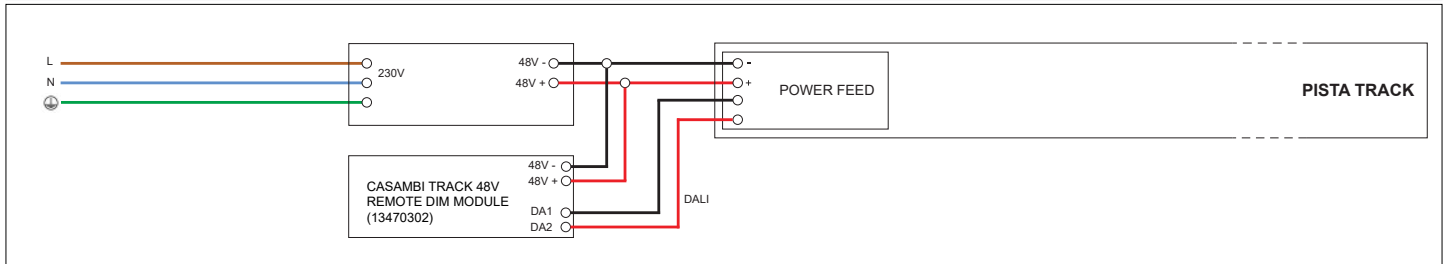 L
N
230V
48V -
48V +
-
+
POWER FEED
PISTA TRACK
CASAMBI TRACK 48V
REMOTE DIM MODULE
(13470302)
48V -
48V +
DA1
DA2
DALI